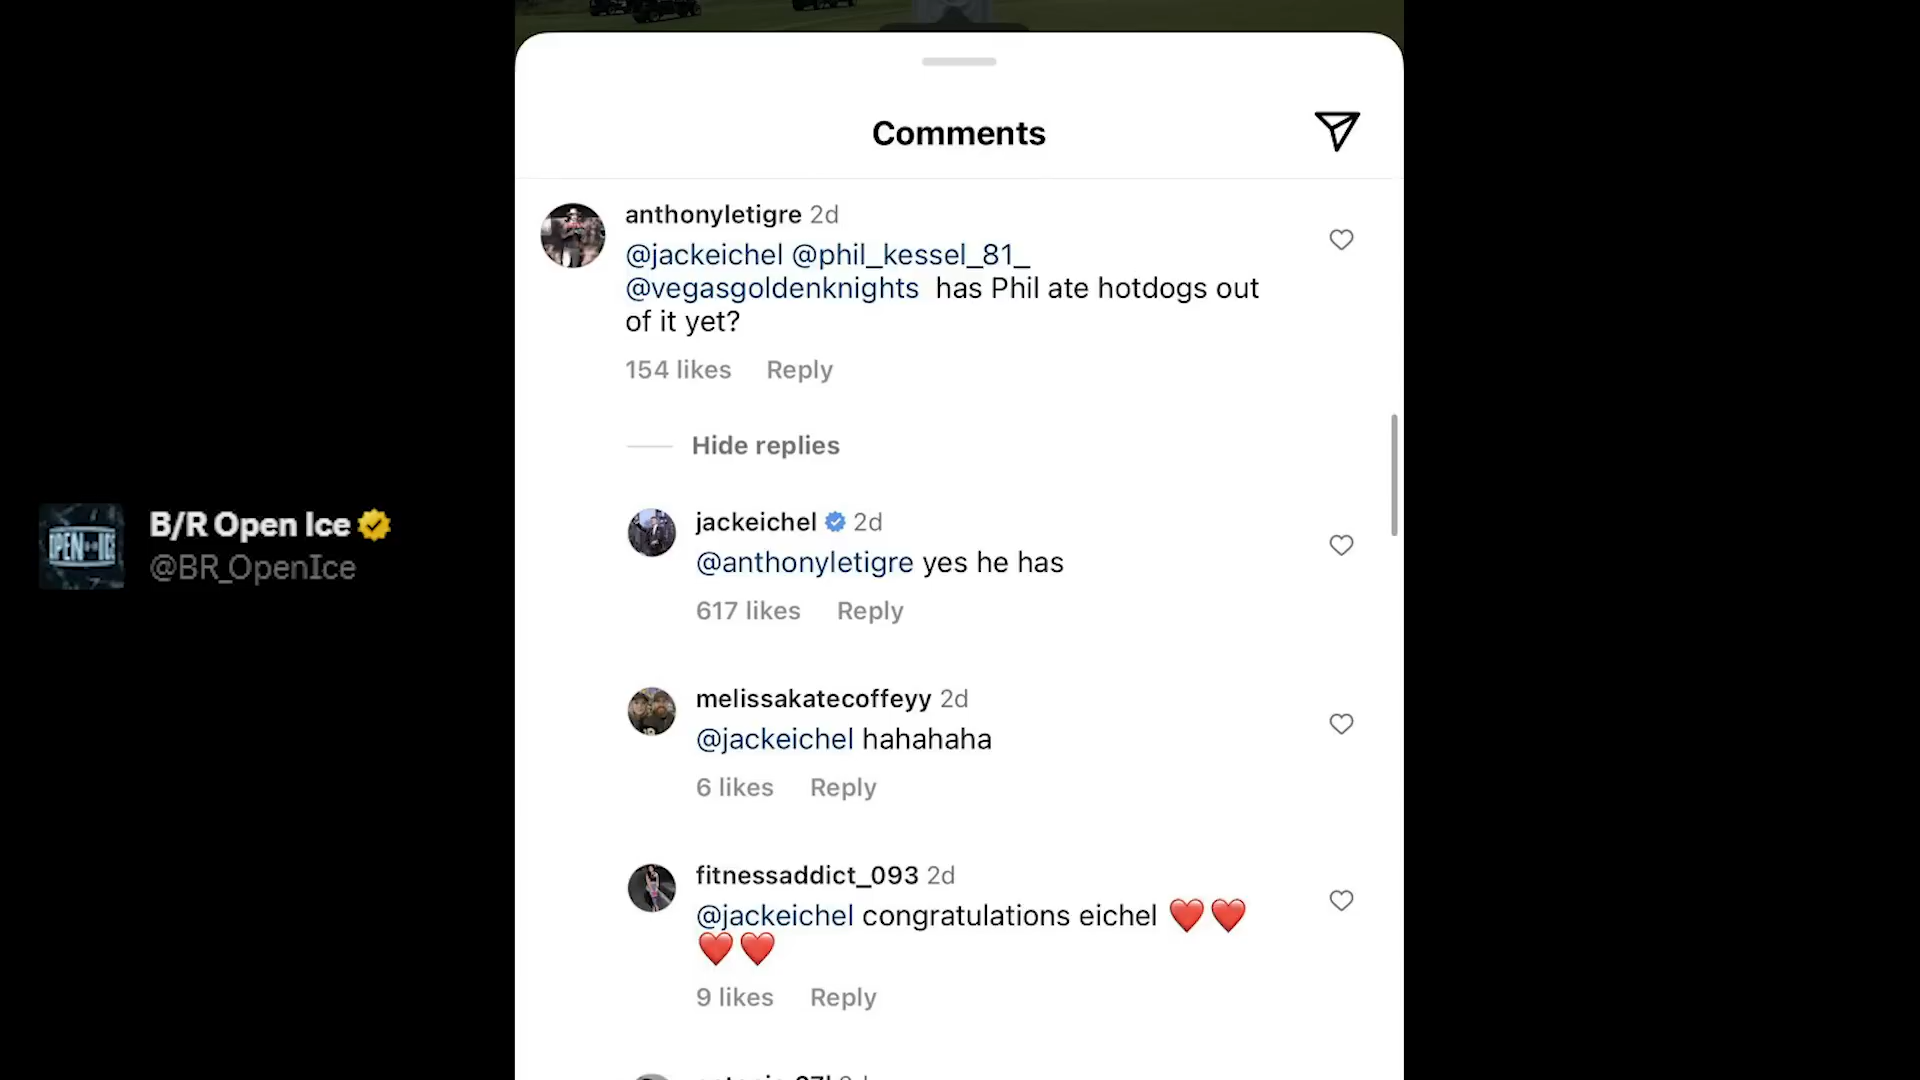 Comments
anthonyletigre 2d
@jackeichel @phil_kessel_81_
@vegasgoldenknights has Phil ate hotdogs out
of it yet?
154 likes Reply
Hide replies
jackeichel 2d
@anthonyletigre yes he has
617 likes Reply
melissakatecoffeyy 2d
@jackeichel hahahaha
6 likes Reply
fitnessaddict_093 2d
@jackeichel congratulations eichel ❤️❤️
❤️❤️
9 likes Reply
OPEN ICE
B/R Open Ice
@BR_OpenIce